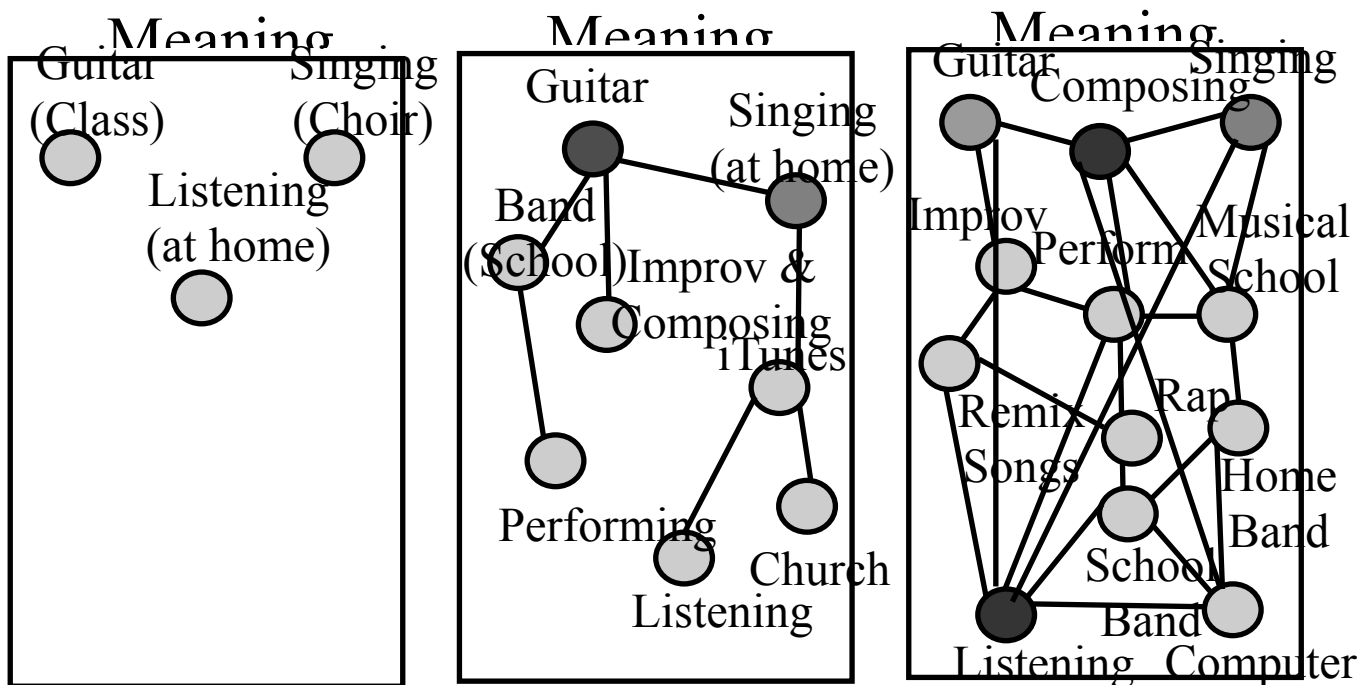 Meaning
Guitar
(Class)
Singing
(Choir)
Listening
(at home)
Meaning
Guitar
Singing
(at home)
Band
(School)
Improv &
Composing
iTunes
Performing
Listening
Church
Meaning
Guitar
Composing
Singing
Improv
Perform
Musical
School
Remix
Songs
Rap
Home
Band
School
Band
Listening
Computer